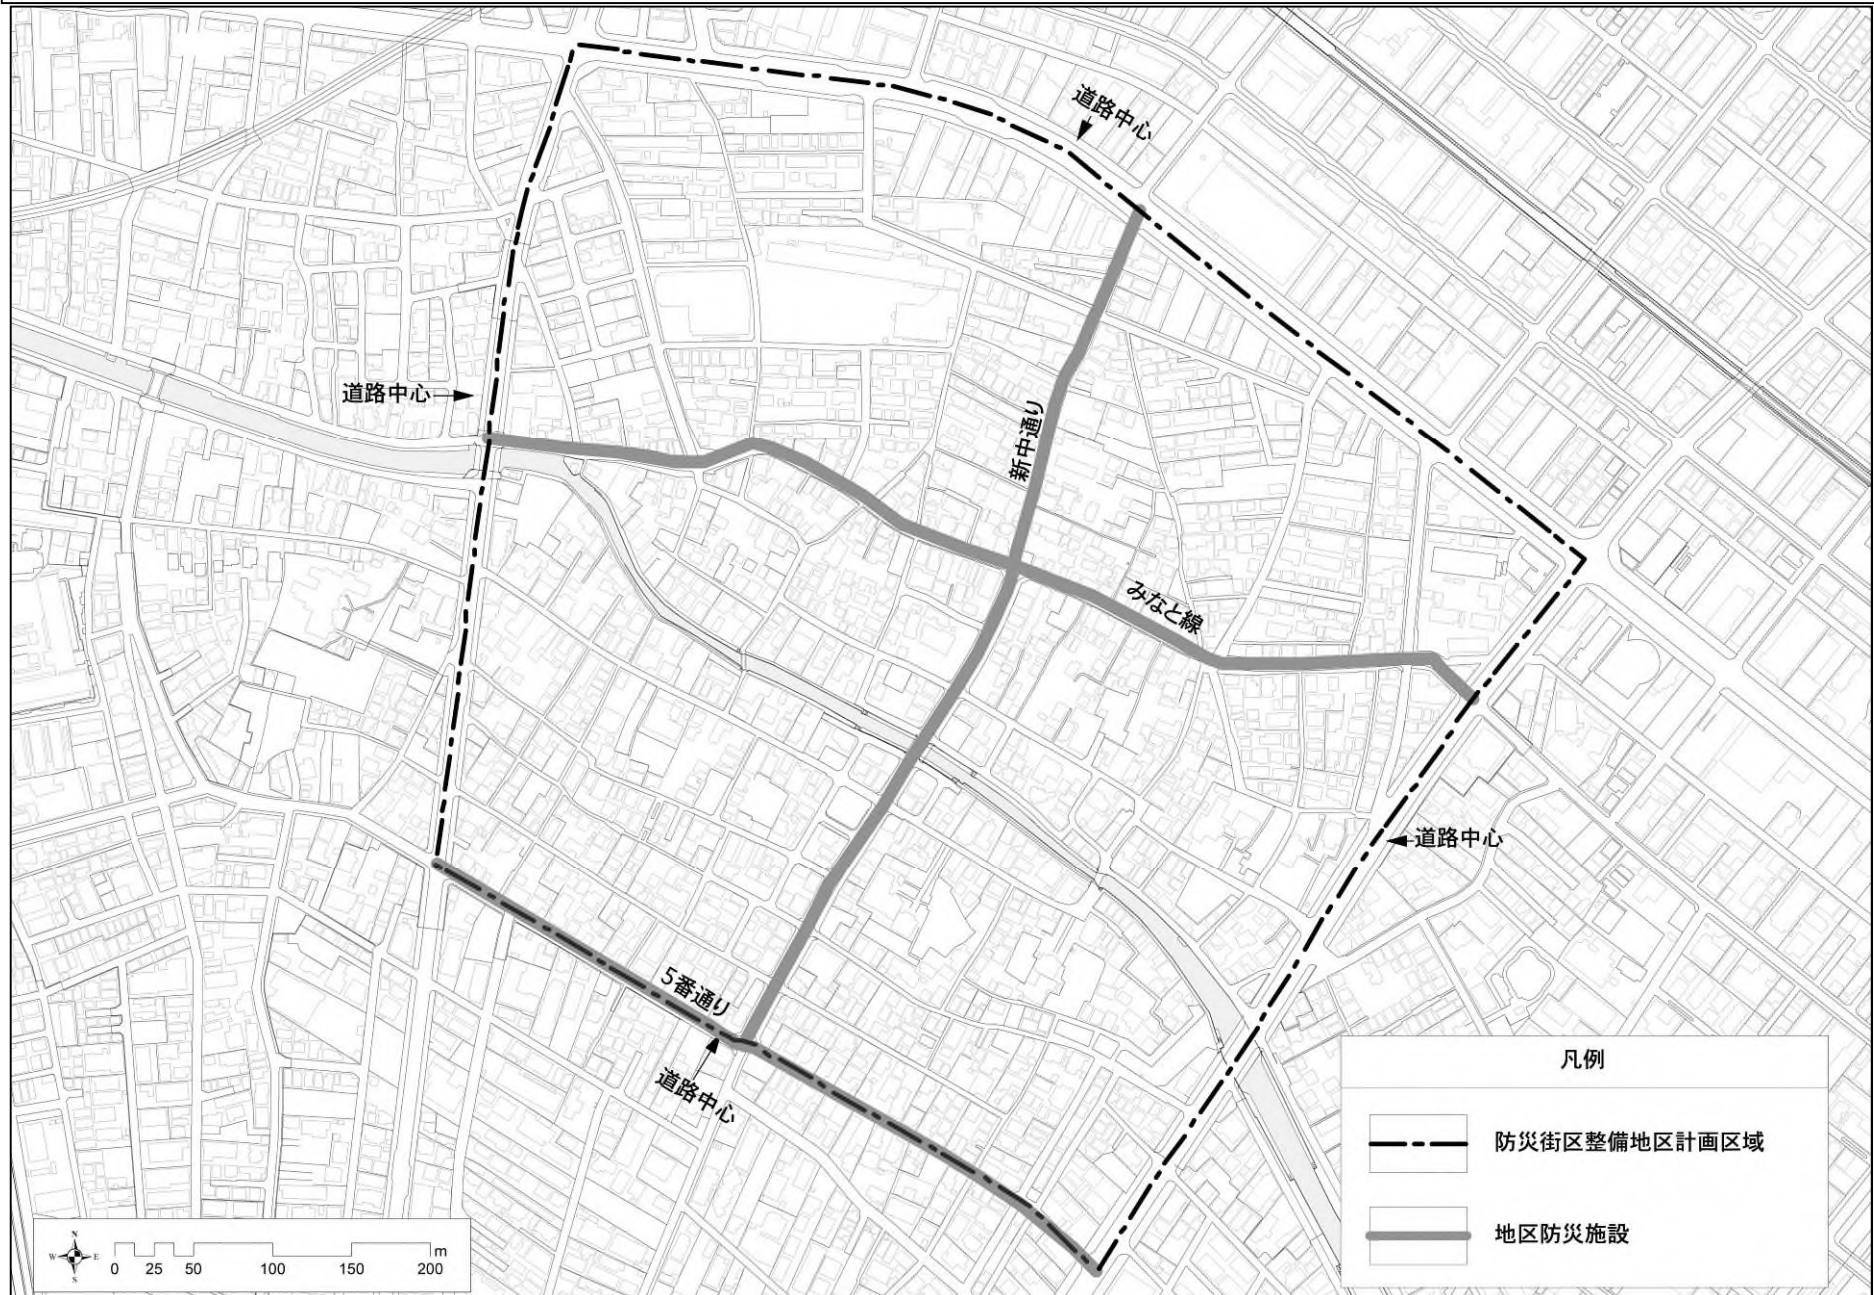 道路中心
道路中心
新中通り
みなと線
道路中心
5番通り
道路中心
凡例
防災街区整備地区計画区域
地区防災施設
N
W E
S
0 25 50 100 150 200 m